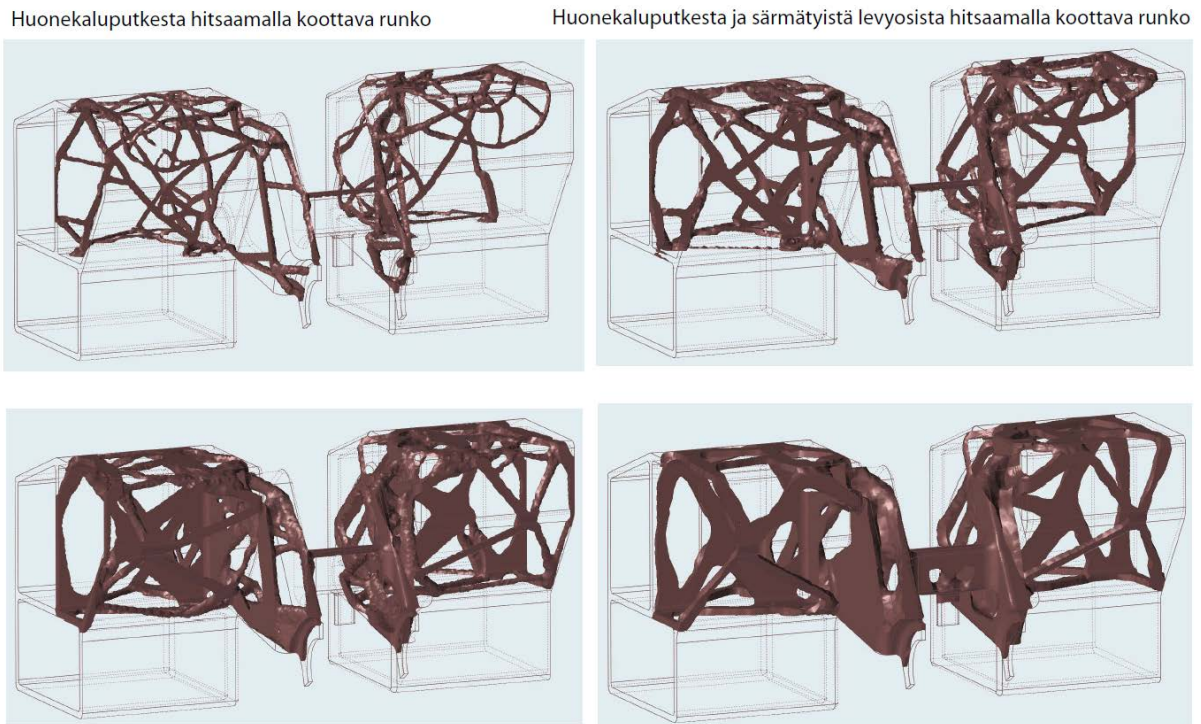 Huonekaluputkesta hitsaamalla koottava runko
Huonekaluputkesta ja särmätyistä levyosista hitsaamalla koottava runko